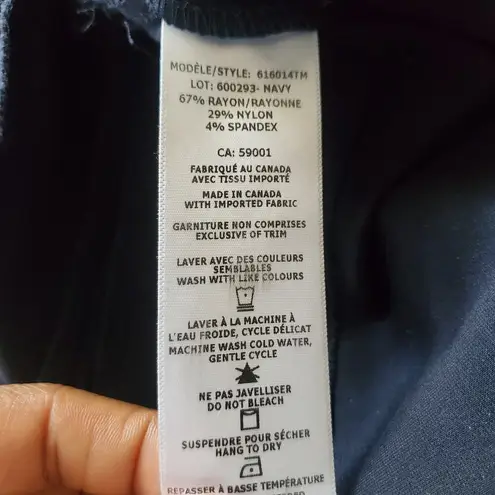 MODÈLE/STYLE: 616014TM
LOT: 600293- NAVY
67% RAYON/RAYONNE
29% NYLON
4% SPANDEX
CA: 59001
FABRIQUÉ AU CANADA
AVEC TISSU IMPORTÉ
MADE IN CANADA
WITH IMPORTED FABRIC
GARNITURE NON COMPRISES
EXCLUSIVE OF TRIM
LAVER AVEC DES COULEURS
SEMBLABLES
WASH WITH LIKE COLOURS
LAVER À LA MACHINE À
L'EAU FROIDE, CYCLE DÉLICAT
MACHINE WASH COLD WATER,
GENTLE CYCLE
NE PAS JAVELLISER
DO NOT BLEACH
SUSPENDRE POUR SÉCHER
HANG TO DRY
REPASSER À BASSE TEMPÉRATURE